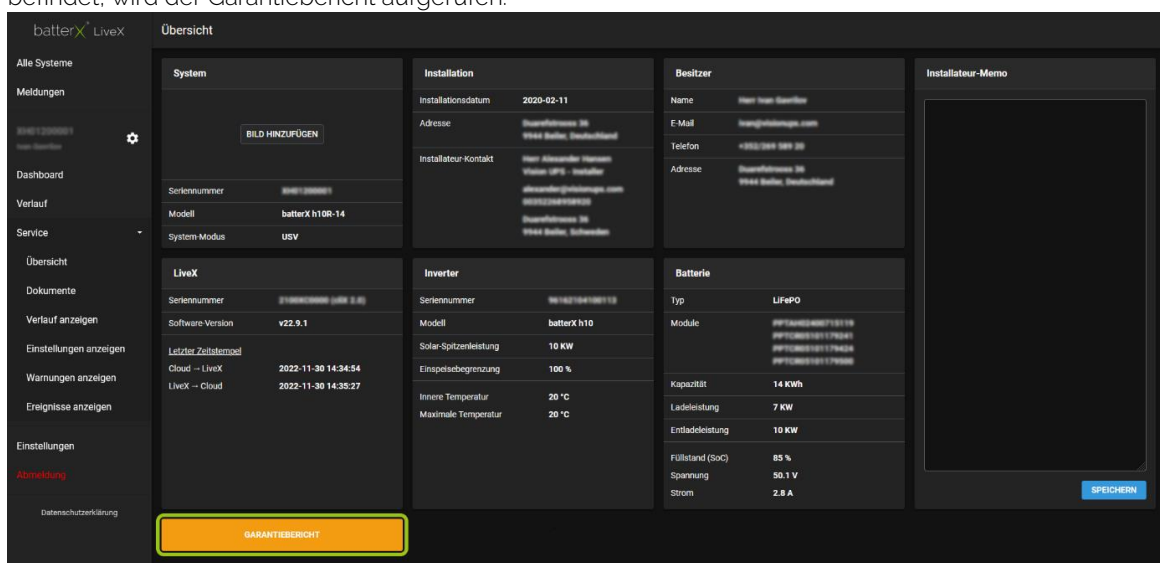 befindet, wird der Garantiebericht aufgerufen.
batterX LiveX
Übersicht
Alle Systeme
Meldungen
Dashboard
Verlauf
Service
Übersicht
Dokumente
Verlauf anzeigen
Einstellungen anzeigen
Warnungen anzeigen
Ereignisse anzeigen
Einstellungen
Abmeldung
Datenschutzerklärung
System
BILD HINZUFÜGEN
Seriennummer
Modell batterX h10R-14
System-Modus USV
Installation
Installationsdatum 2020-02-11
Adresse
Installateur-Kontakt
Besitzer
Name
E-Mail
Telefon
Adresse
Installateur-Memo
SPEICHERN
LiveX
Seriennummer
Software-Version v22.9.1
Letzter Zeitstempel
Cloud → LiveX 2022-11-30 14:34:54
LiveX → Cloud 2022-11-30 14:35:27
Inverter
Seriennummer
Modell batterX h10
Solar-Spitzenleistung 10 KW
Einspeisebegrenzung 100 %
Innere Temperatur 20 °C
Maximale Temperatur 20 °C
Batterie
Typ LiFePO
Module
Kapazität 14 KWh
Ladeleistung 7 KW
Entladeleistung 10 KW
Füllstand (SoC) 85 %
Spannung 50.1 V
Strom 2.8 A
GARANTIEBERICHT